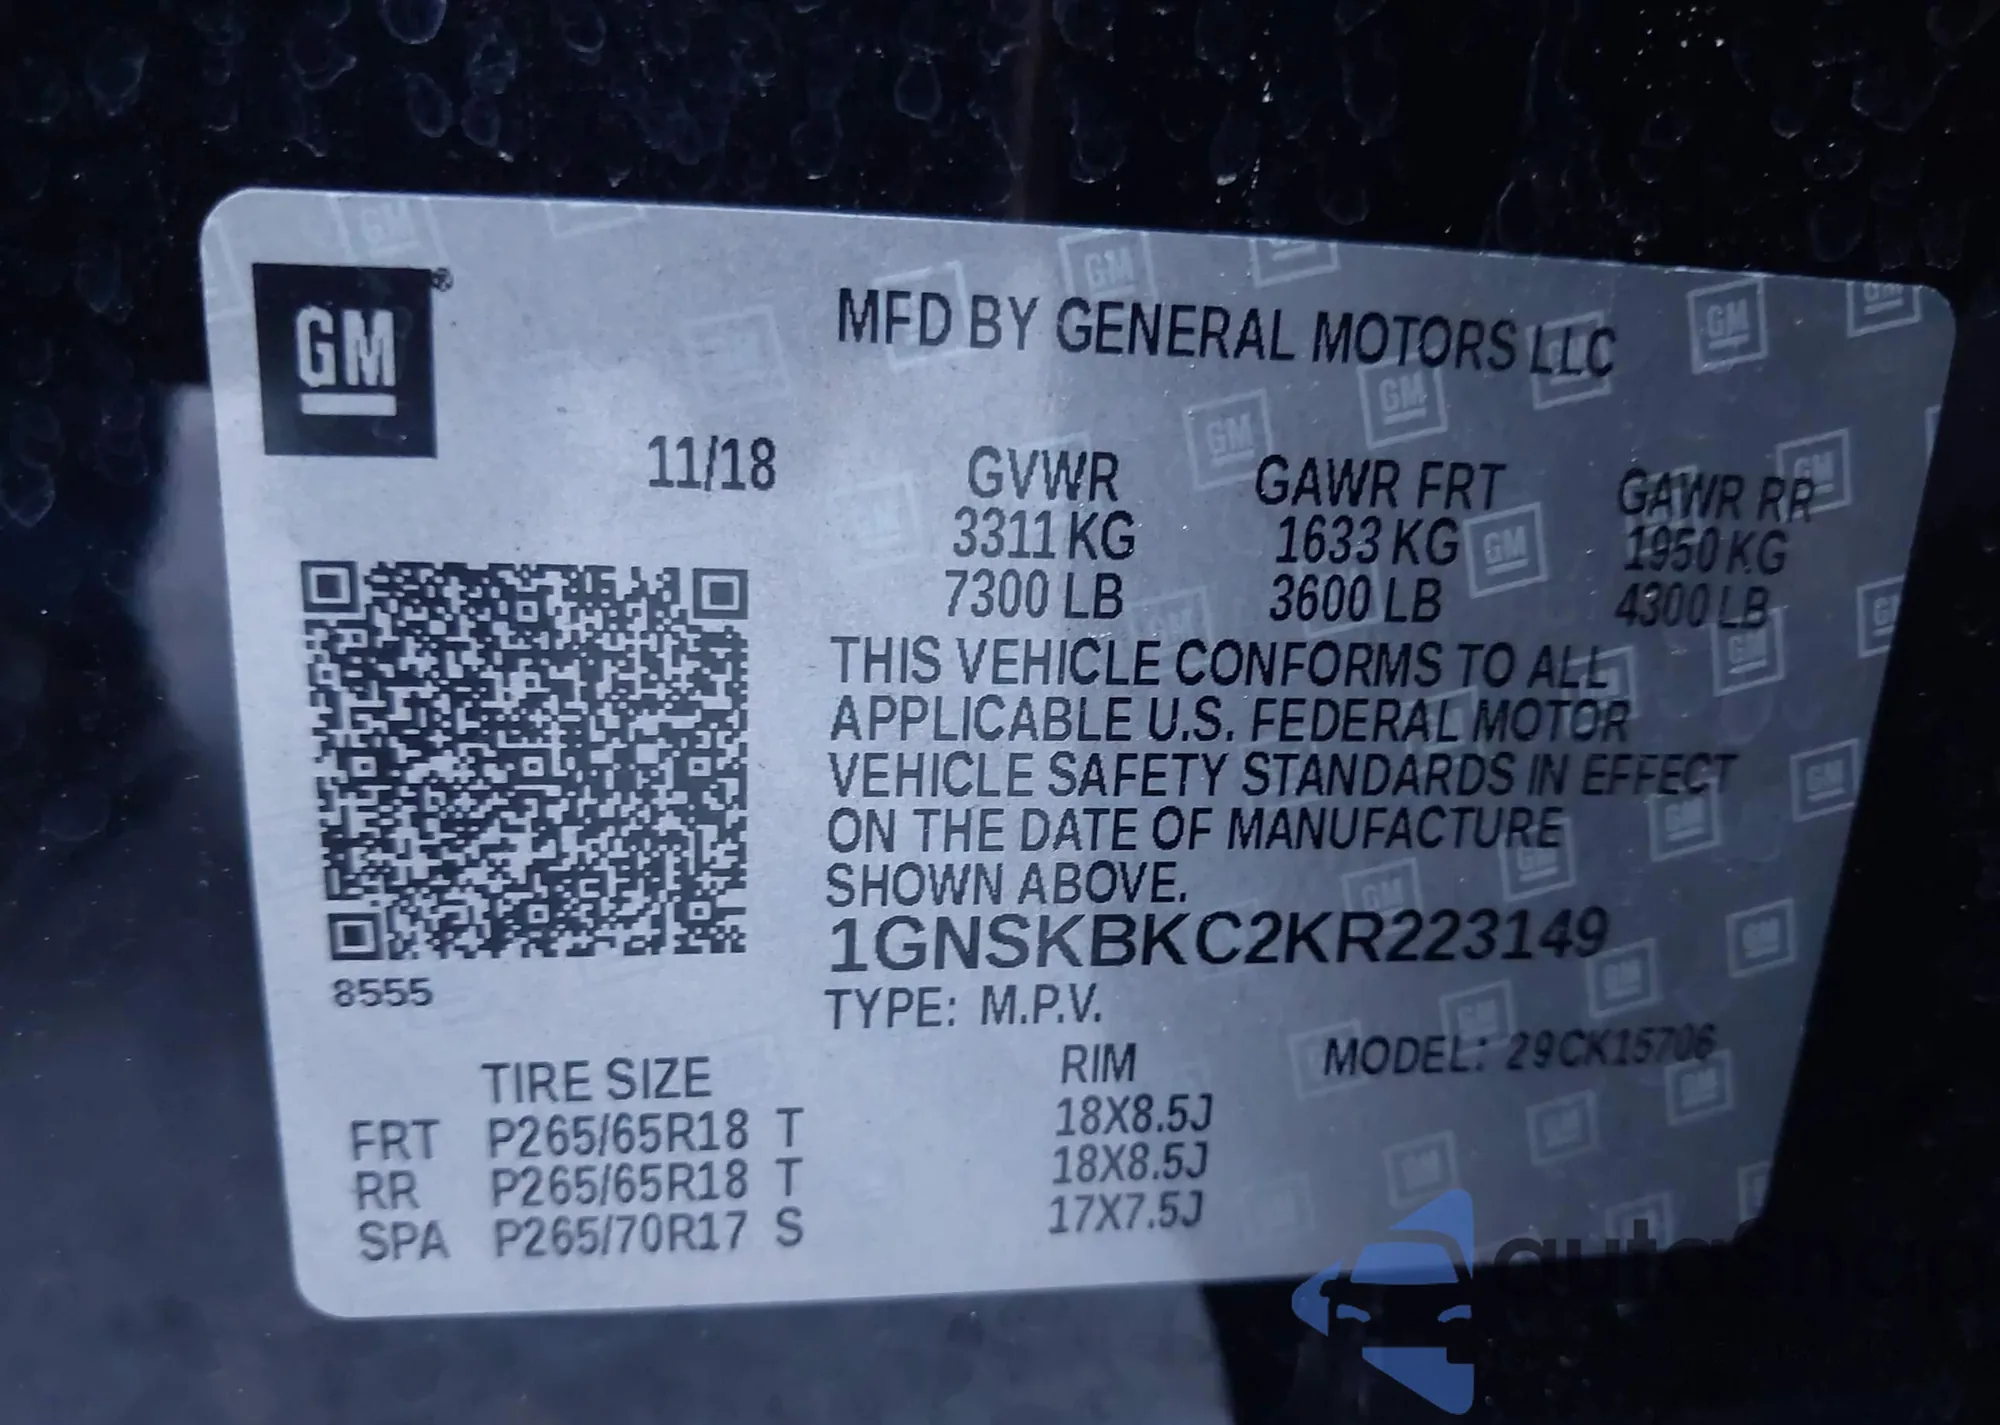 GM®
MFD BY GENERAL MOTORS LLC
11/18
GVWR GAWR FRT GAWR RR
3311 KG 1633 KG 1950 KG
7300 LB 3600 LB 4300 LB
THIS VEHICLE CONFORMS TO ALL
APPLICABLE U.S. FEDERAL MOTOR
VEHICLE SAFETY STANDARDS IN EFFECT
ON THE DATE OF MANUFACTURE
SHOWN ABOVE.
1GNSKBKC2KR223149
8555
TYPE: M.P.V.
MODEL: 29CK15706
TIRE SIZE RIM
FRT P265/65R18 T 18X8.5J
RR P265/65R18 T 18X8.5J
SPA P265/70R17 S 17X7.5J